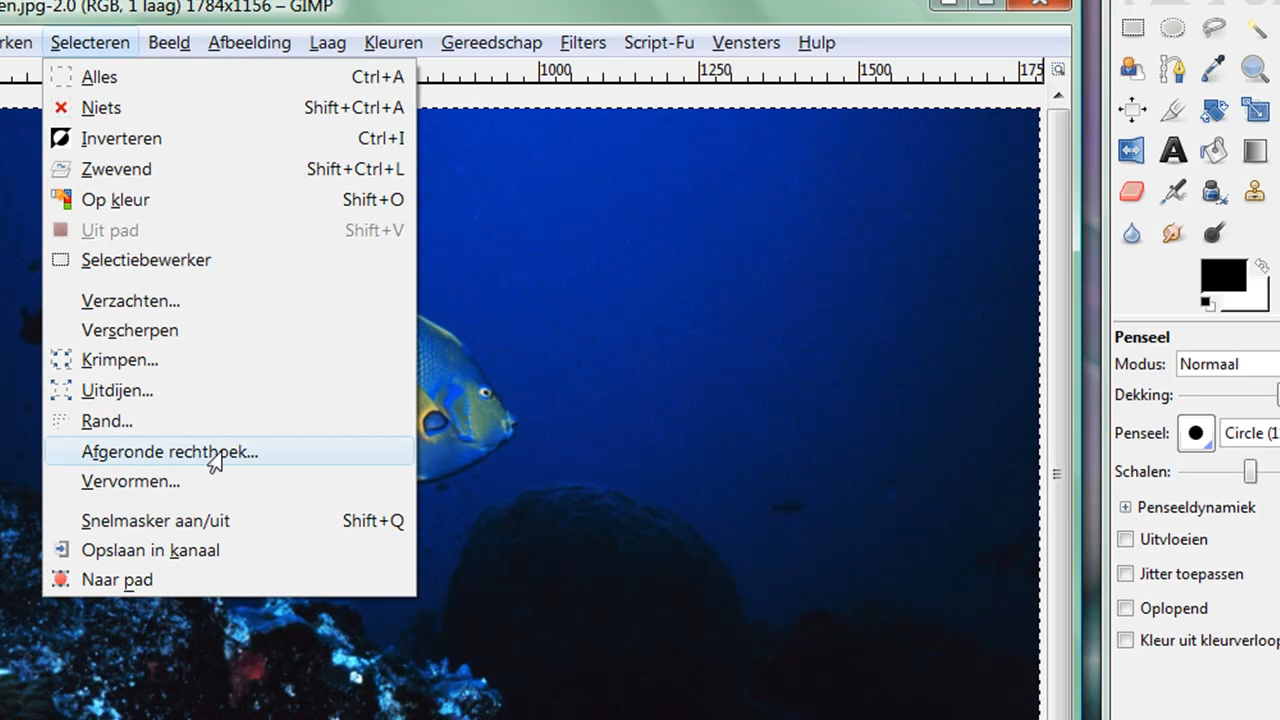 en.jpg-2.0 (RGB, 1 laag) 1784x1156 – GIMP
rken Selecteren Beeld Afbeelding Laag Kleuren Gereedschap Filters Script-Fu Vensters Hulp
1000 1250 1500 175
Alles Ctrl+A
Niets Shift+Ctrl+A
Inverteren Ctrl+I
Zwevend Shift+Ctrl+L
Op kleur Shift+O
Uit pad Shift+V
Selectiebewerker
Verzachten...
Verscherpen
Krimpen...
Uitdijen...
Rand...
Afgeronde rechthoek...
Vervormen...
Snelmasker aan/uit Shift+Q
Opslaan in kanaal
Naar pad
Penseel
Modus: Normaal
Dekking:
Penseel: Circle (1
Schalen:
Penseeldynamiek
Uitvloeien
Jitter toepassen
Oplopend
Kleur uit kleurverloop